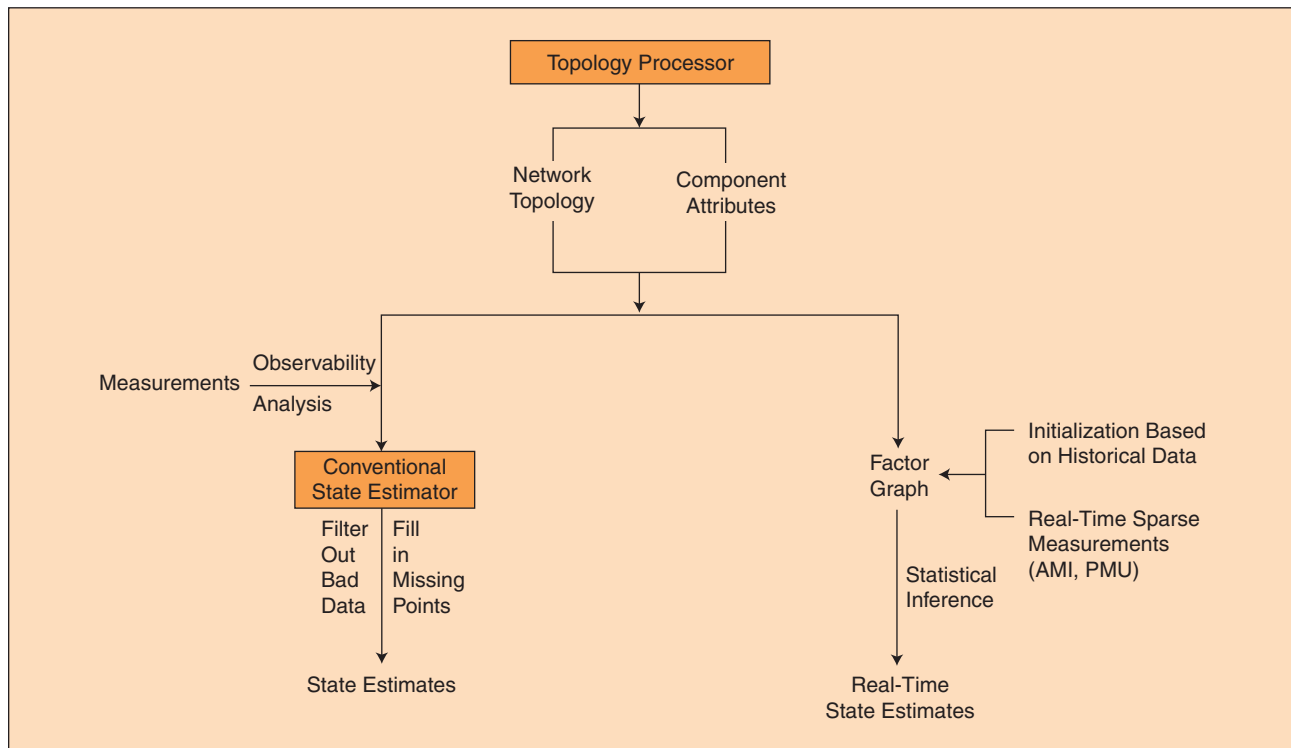 Topology Processor
Network
Topology
Component
Attributes
Measurements
Observability
Analysis
Conventional
State Estimator
Filter
Out
Bad
Data
Fill
in
Missing
Points
State Estimates
Factor
Graph
Initialization Based
on Historical Data
Real-Time Sparse
Measurements
(AMI, PMU)
Statistical
Inference
Real-Time
State Estimates